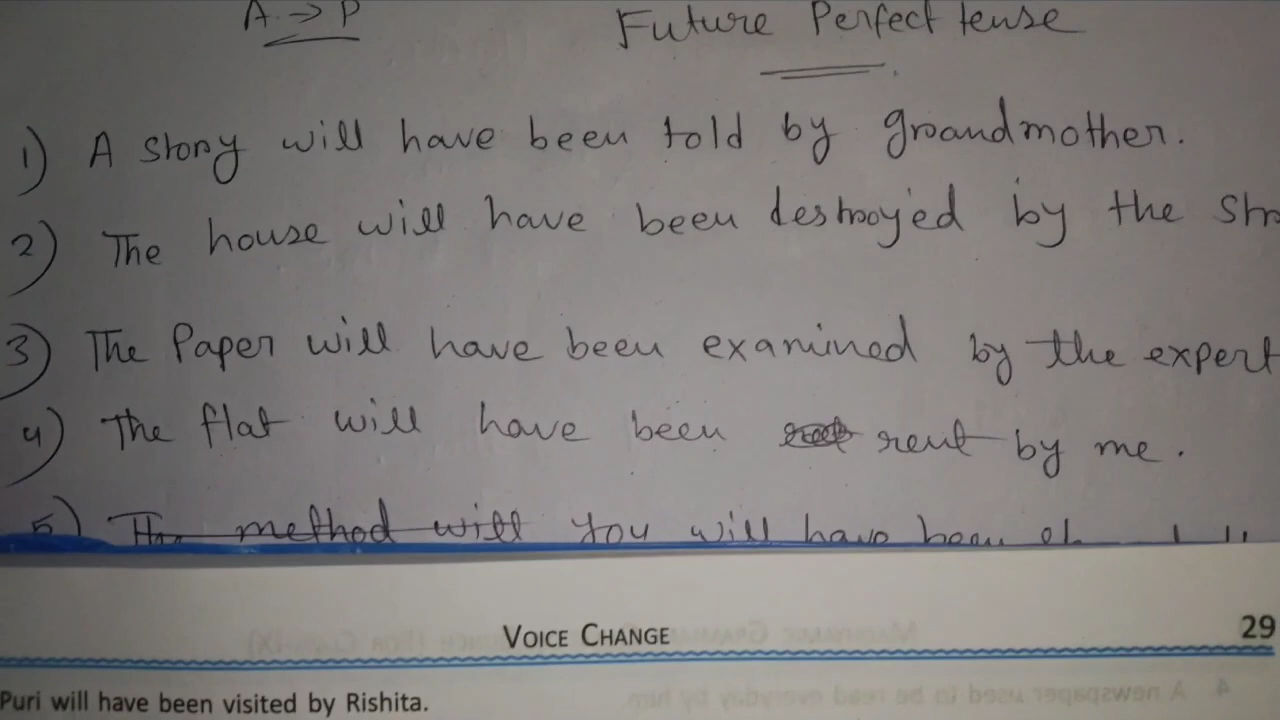 A → P Future Perfect tense
1) A story will have been told by grandmother.
2) The house will have been destroyed by the
3) The Paper will have been examined by the expert
4) The flat will have been rent by me.
5) The method will You will have been
VOICE CHANGE 29
Puri will have been visited by Rishita.